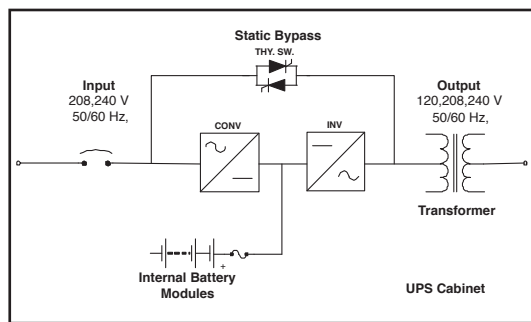 Static Bypass
THY. SW.
Input
208,240 V
50/60 Hz,
Output
120,208,240 V
50/60 Hz,
CONV
INV
Transformer
+
Internal Battery
Modules
UPS Cabinet